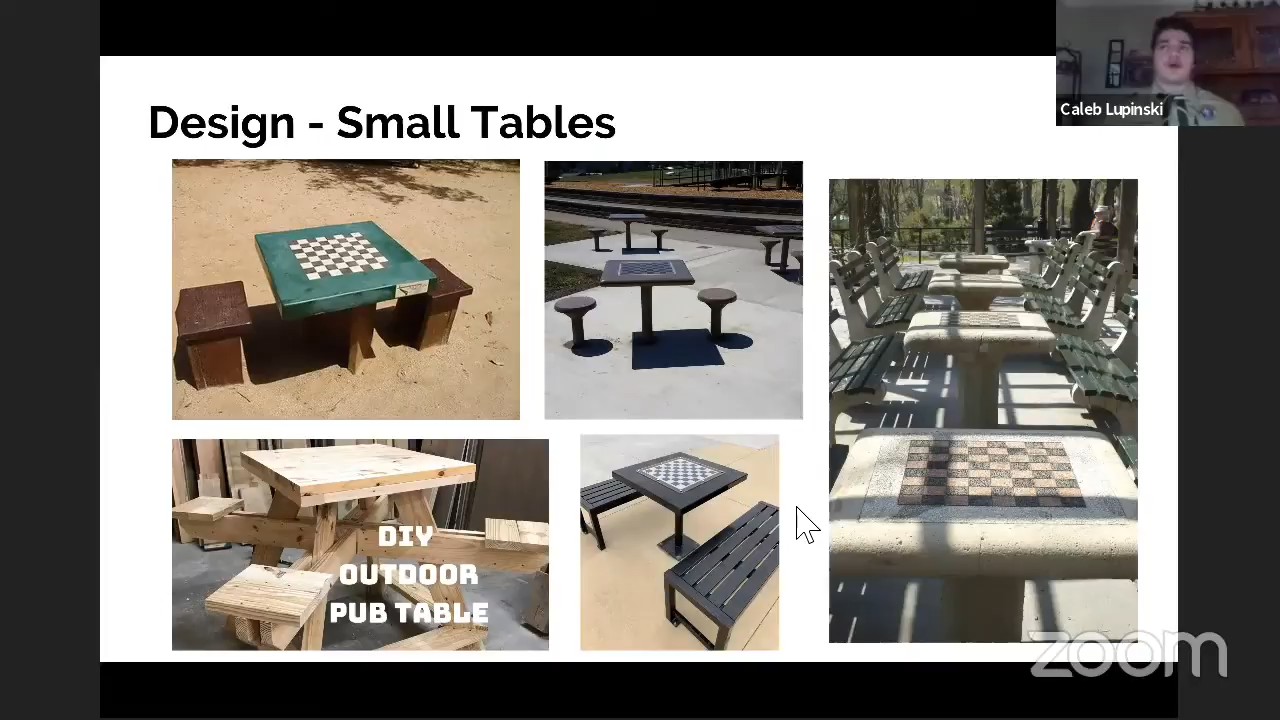 Design - Small Tables
Caleb Lupinski
DIY
OUTDOOR
PUB TABLE
zoom